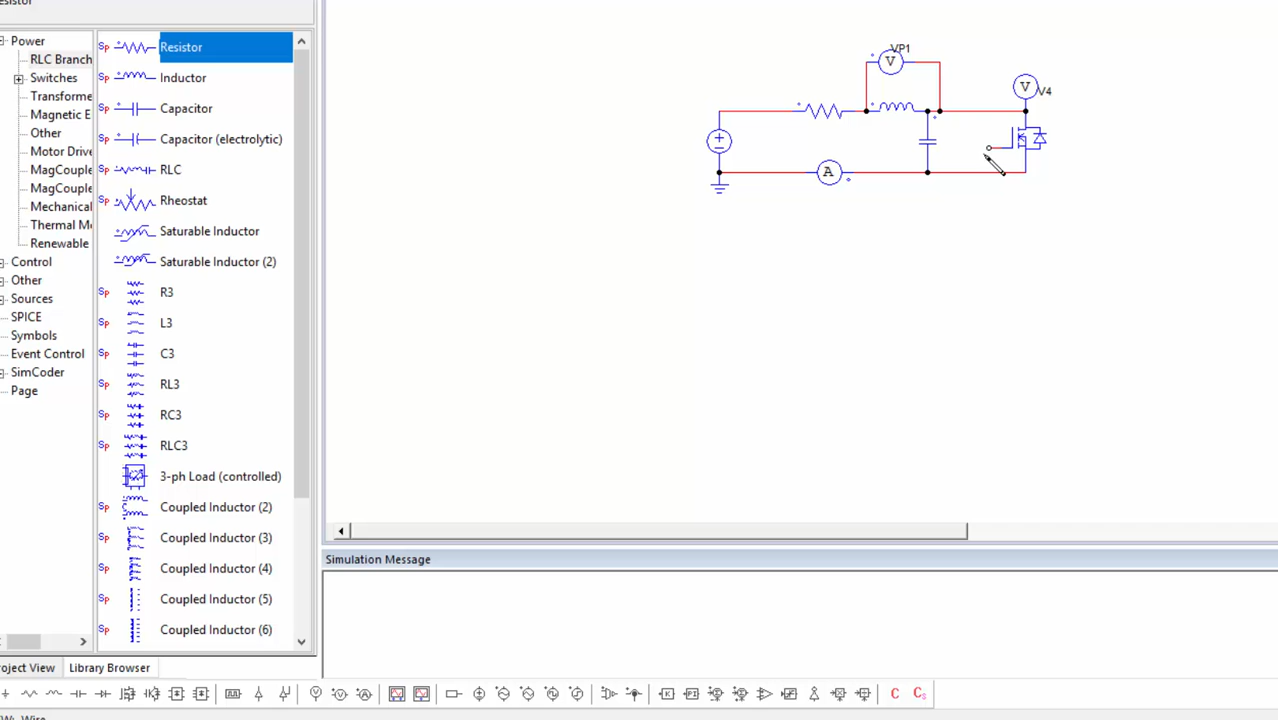 Power
RLC Branch
Switches
Transforme
Magnetic E
Other
Motor Drive
MagCouple
MagCouple
Mechanical
Thermal M
Renewable
Control
Other
Sources
SPICE
Symbols
Event Control
SimCoder
Page
Resistor
Inductor
Capacitor
Capacitor (electrolytic)
RLC
Rheostat
Saturable Inductor
Saturable Inductor (2)
R3
L3
C3
RL3
RC3
RLC3
3-ph Load (controlled)
Coupled Inductor (2)
Coupled Inductor (3)
Coupled Inductor (4)
Coupled Inductor (5)
Coupled Inductor (6)
VP1
V
V
V4
A
Simulation Message
roject View
Library Browser